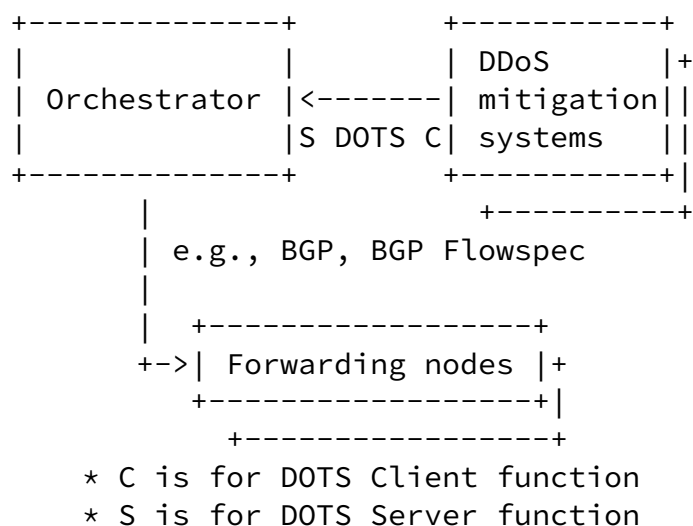 DDoS
Orchestrator mitigation
S DOTS C systems
e.g., BGP, BGP Flowspec
Forwarding nodes
* C is for DOTS Client function
* S is for DOTS Server function